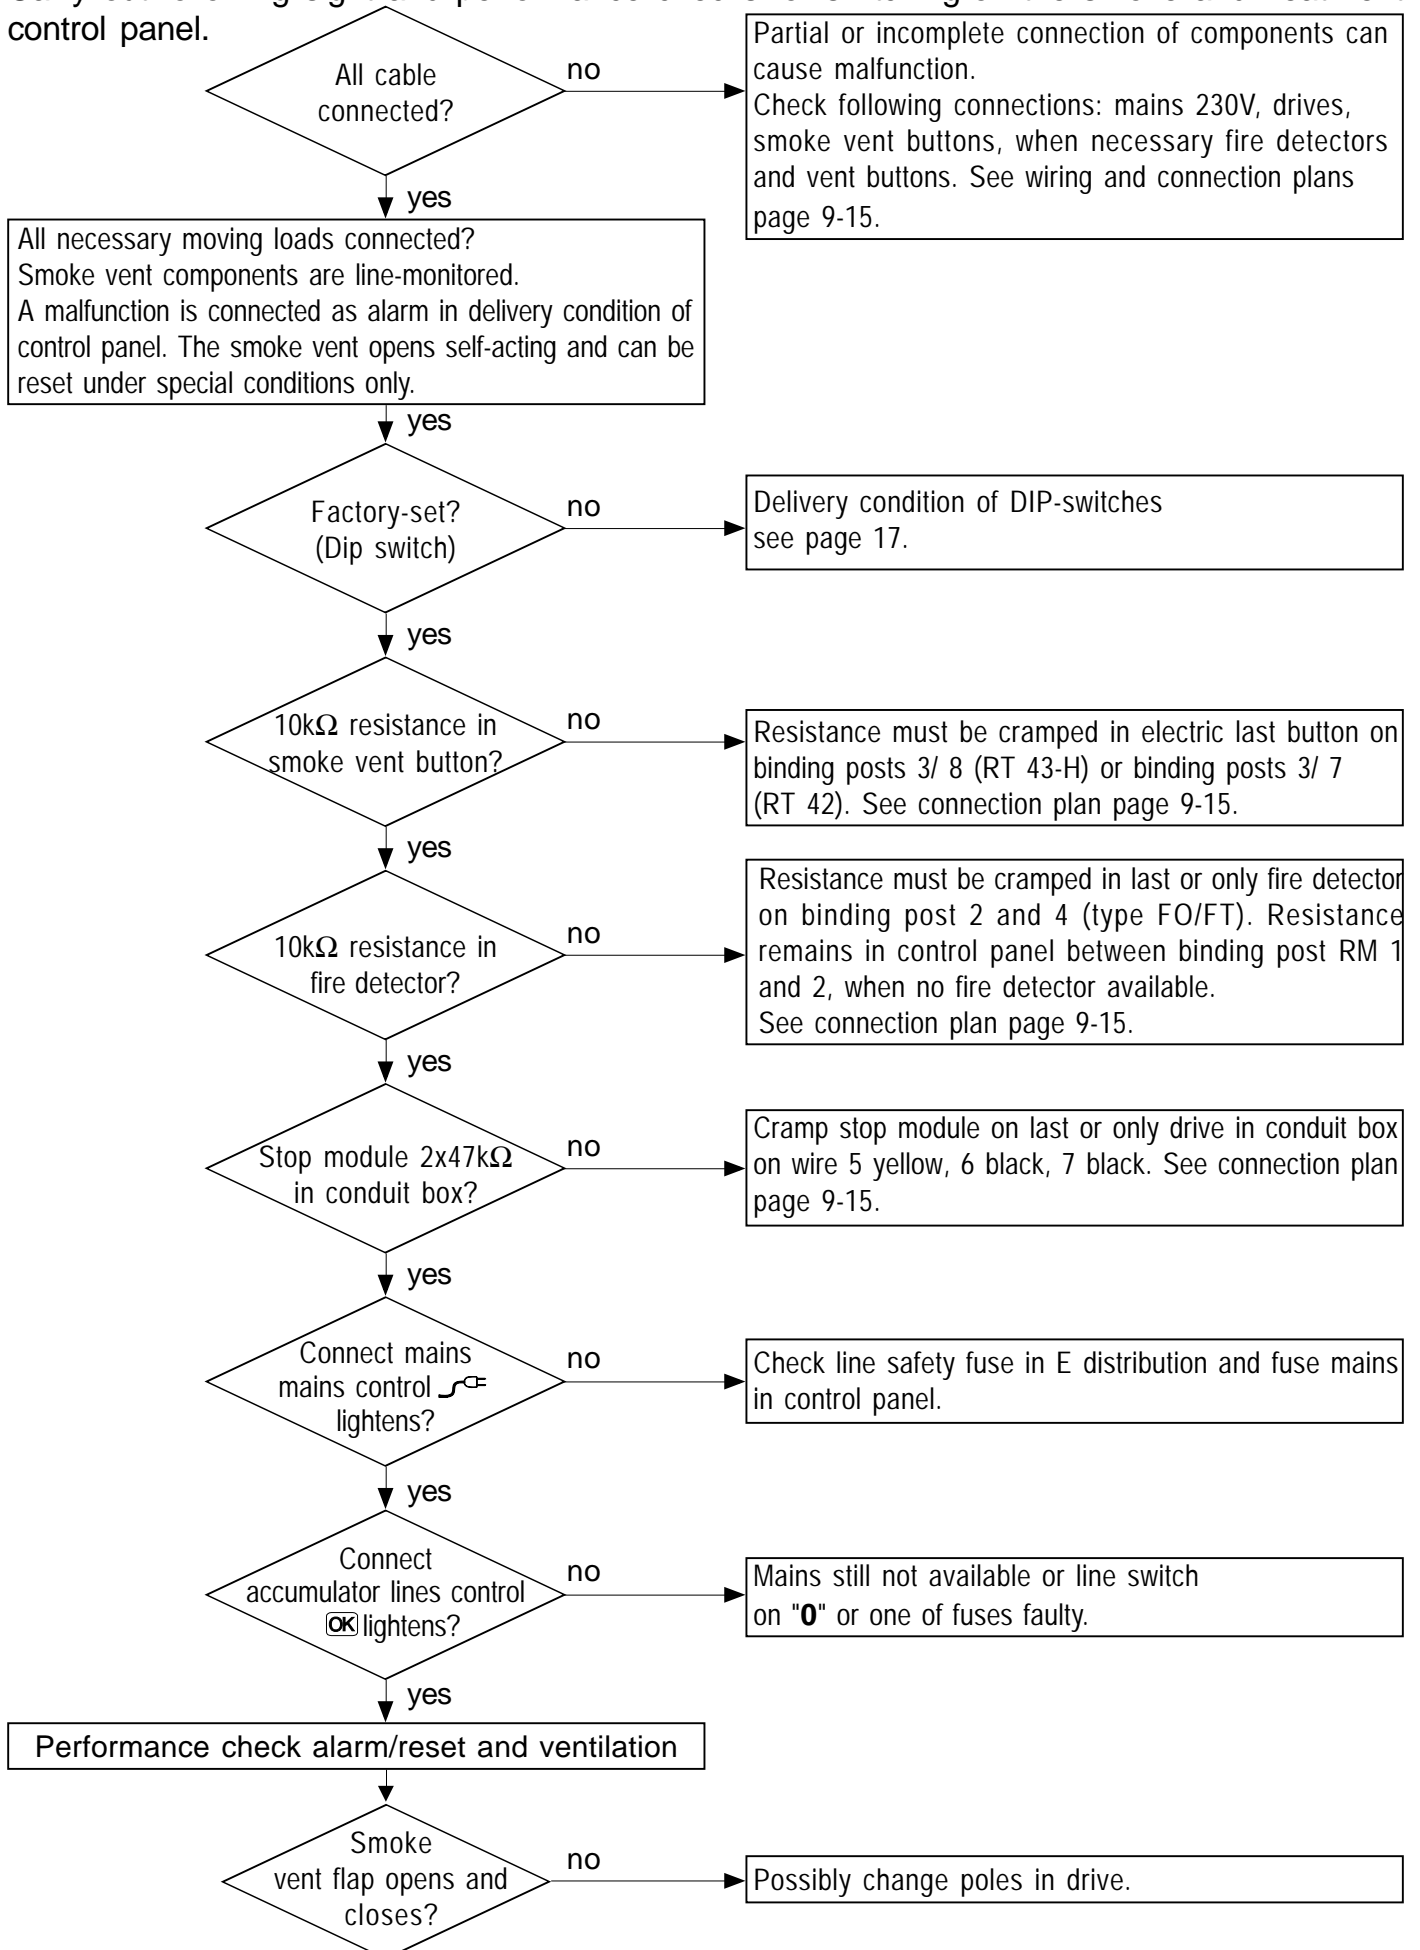 control panel.
All cable
connected?
no
Partial or incomplete connection of components can
cause malfunction.
Check following connections: mains 230V, drives,
smoke vent buttons, when necessary fire detectors
and vent buttons. See wiring and connection plans
page 9-15.
yes
All necessary moving loads connected?
Smoke vent components are line-monitored.
A malfunction is connected as alarm in delivery condition of
control panel. The smoke vent opens self-acting and can be
reset under special conditions only.
yes
Factory-set?
(Dip switch)
no
Delivery condition of DIP-switches
see page 17.
yes
10kΩ resistance in
smoke vent button?
no
Resistance must be cramped in electric last button on
binding posts 3/ 8 (RT 43-H) or binding posts 3/ 7
(RT 42). See connection plan page 9-15.
yes
10kΩ resistance in
fire detector?
no
Resistance must be cramped in last or only fire detector
on binding post 2 and 4 (type FO/FT). Resistance
remains in control panel between binding post RM 1
and 2, when no fire detector available.
See connection plan page 9-15.
yes
Stop module 2x47kΩ
in conduit box?
no
Cramp stop module on last or only drive in conduit box
on wire 5 yellow, 6 black, 7 black. See connection plan
page 9-15.
yes
Connect mains
mains control
lightens?
no
Check line safety fuse in E distribution and fuse mains
in control panel.
yes
Connect
accumulator lines control
OK lightens?
no
Mains still not available or line switch
on "0" or one of fuses faulty.
yes
Performance check alarm/reset and ventilation
Smoke
vent flap opens and
closes?
no
Possibly change poles in drive.